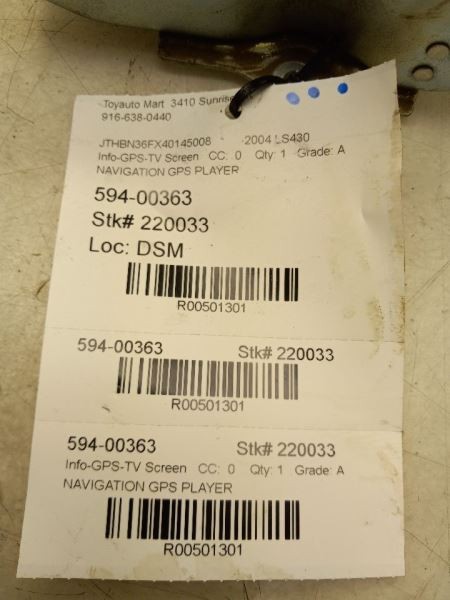 Toyauto Mart 3410 Sunrise
916-638-0440
JTHBN36FX40145008 -2004 LS430
Info-GPS-TV Screen CC: 0 Qty: 1 Grade: A
NAVIGATION GPS PLAYER
594-00363
Stk# 220033
Loc: DSM
R00501301
594-00363 Stk# 220033
R00501301
594-00363 Stk# 220033
Info-GPS-TV Screen CC: 0 Qty: 1 Grade: A
NAVIGATION GPS PLAYER
R00501301